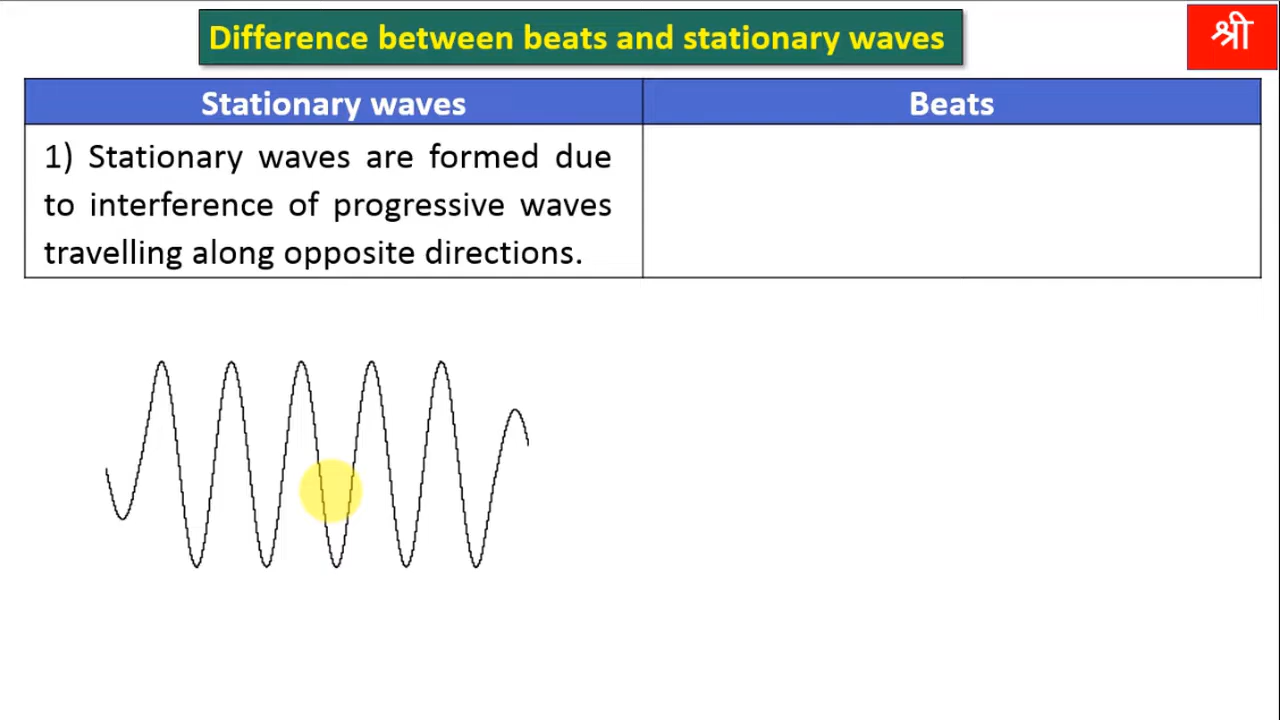 Difference between beats and stationary waves
श्री
Stationary waves
Beats
1) Stationary waves are formed due
to interference of progressive waves
travelling along opposite directions.